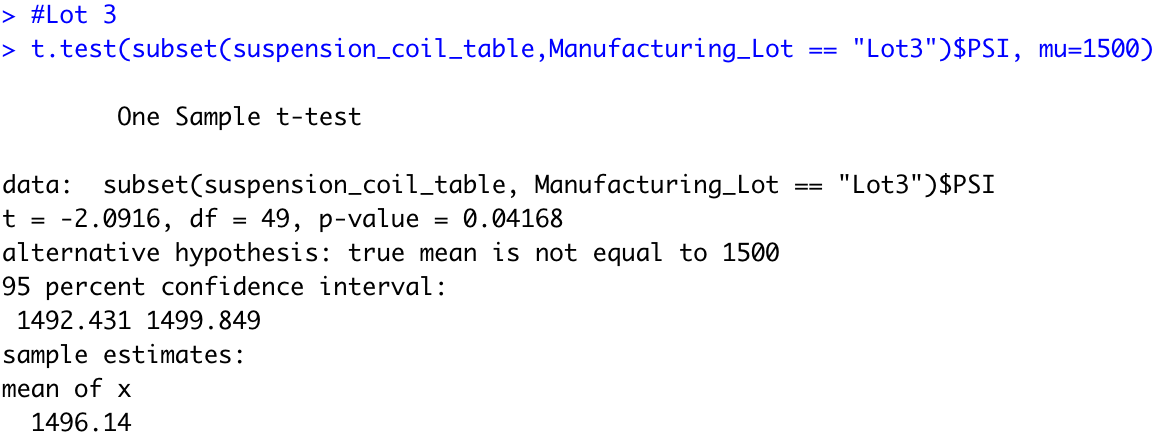 > #Lot 3
> t.test(subset(suspension_coil_table,Manufacturing_Lot == "Lot3")$PSI, mu=1500)
One Sample t-test
data:  subset(suspension_coil_table, Manufacturing_Lot == "Lot3")$PSI
t = -2.0916, df = 49, p-value = 0.04168
alternative hypothesis: true mean is not equal to 1500
95 percent confidence interval:
1492.431 1499.849
sample estimates:
mean of x
1496.14